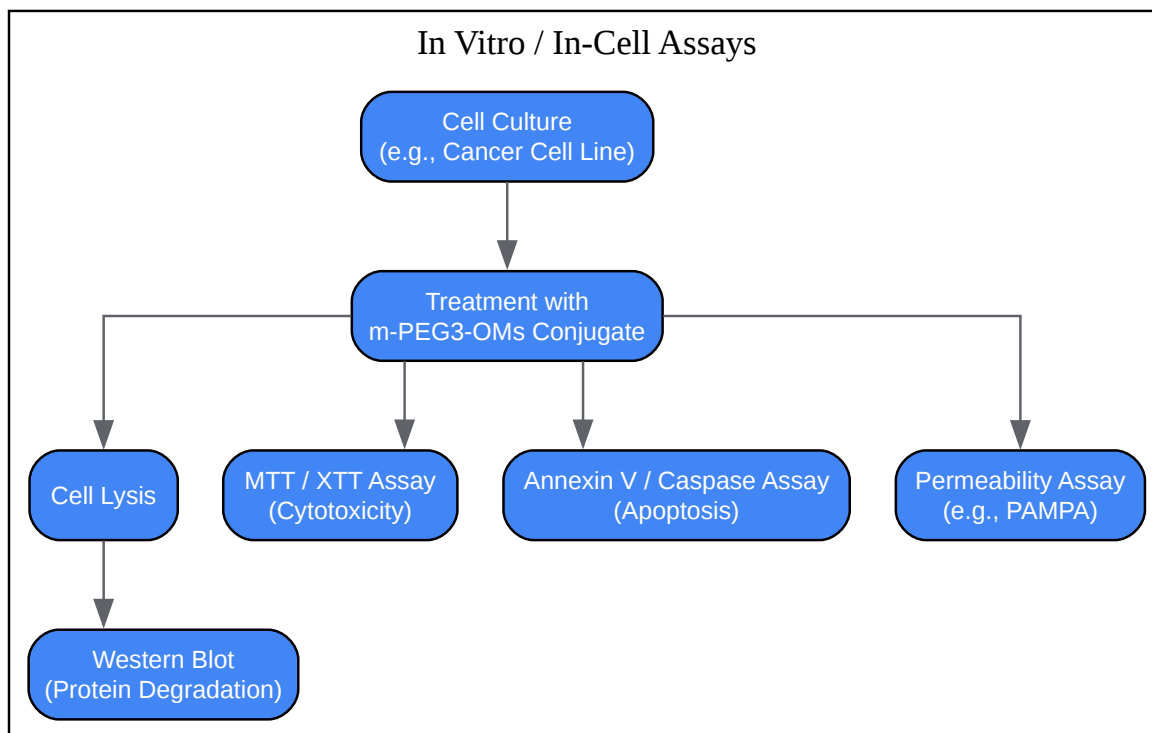 In Vitro / In-Cell Assays
Cell Culture
(e.g., Cancer Cell Line)
Treatment with
m-PEG3-OMs Conjugate
Cell Lysis
MTT / XTT Assay
(Cytotoxicity)
Annexin V / Caspase Assay
(Apoptosis)
Permeability Assay
(e.g., PAMPA)
Western Blot
(Protein Degradation)